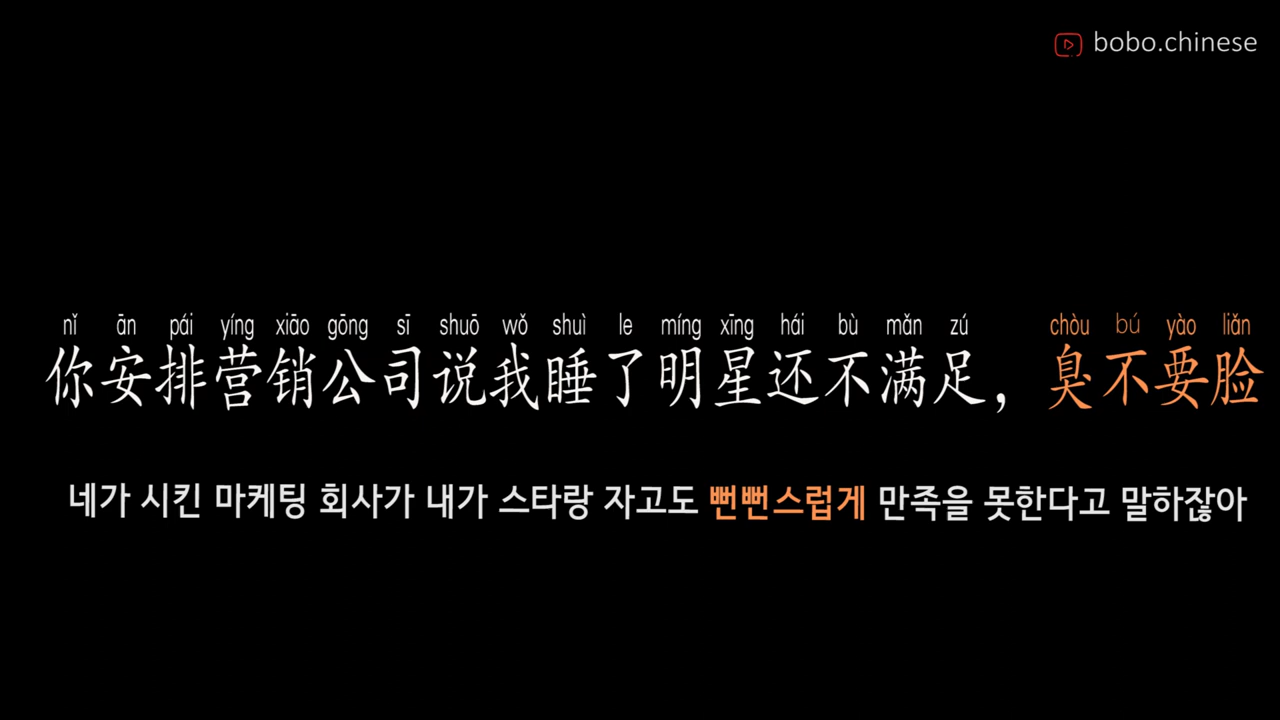 bobo.chinese
nǐ ān pái yíng xiāo gōng sī shuō wǒ shuì le míng xīng hái bù mǎn zú chòu bú yào liǎn
你安排营销公司说我睡了明星还不满足，臭不要脸
네가 시킨 마케팅 회사가 내가 스타랑 자고도 뻔뻔스럽게 만족을 못한다고 말하잖아